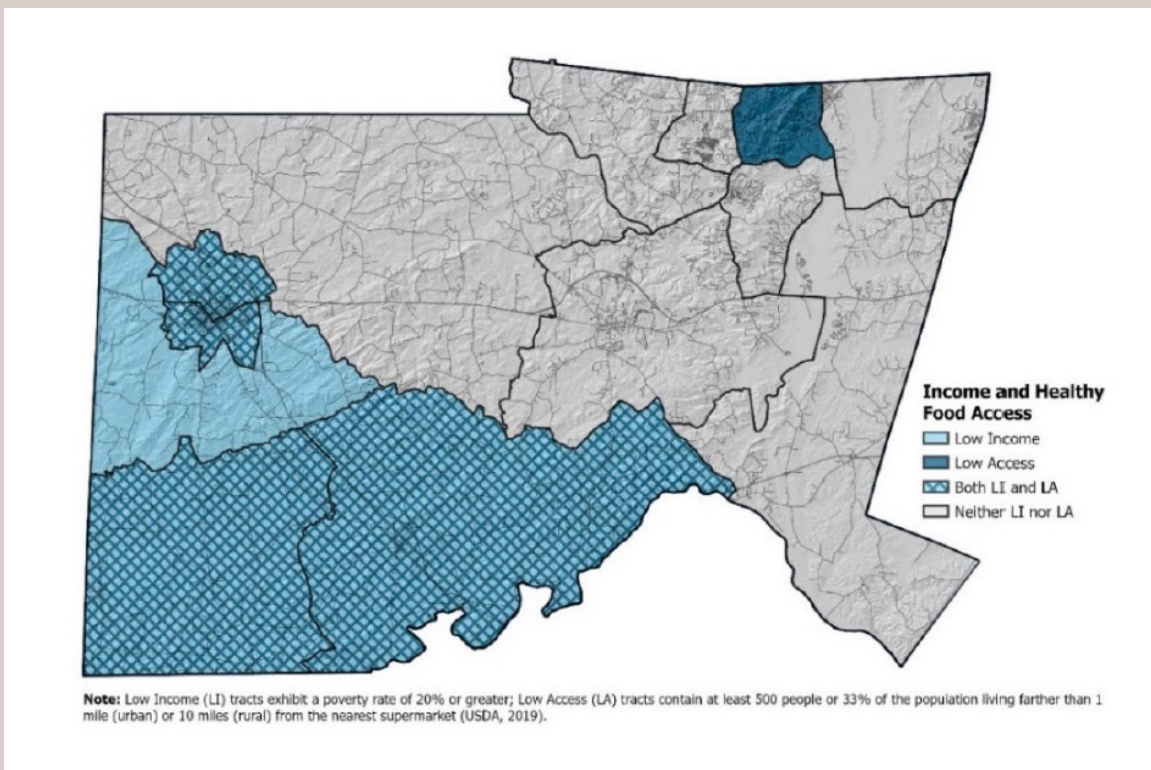 Income and Healthy
Food Access
Low Income
Low Access
Both LI and LA
Neither LI nor LA
Note: Low Income (LI) tracts exhibit a poverty rate of 20% or greater; Low Access (LA) tracts contain at least 500 people or 33% of the population living farther than 1
mile (urban) or 10 miles (rural) from the nearest supermarket (USDA, 2019).